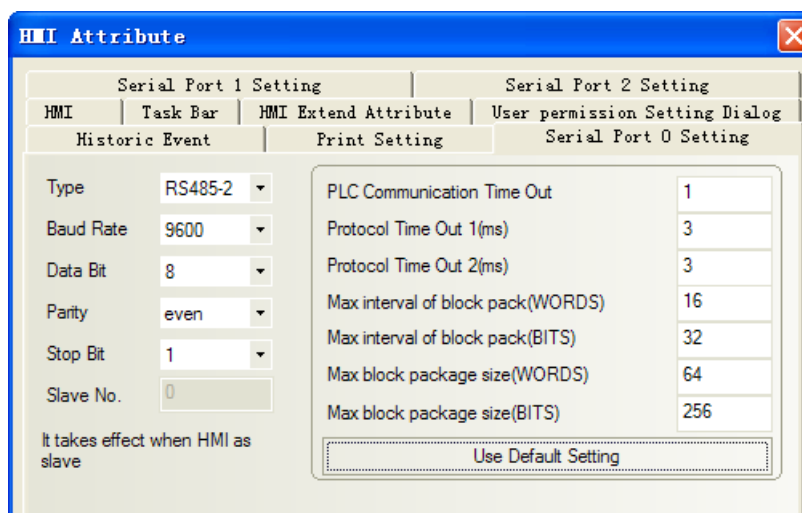 HMI Attribute
Serial Port 1 Setting Serial Port 2 Setting
HMI Task Bar HMI Extend Attribute User permission Setting Dialog
Historic Event Print Setting Serial Port 0 Setting
Type RS485-2
Baud Rate 9600
Data Bit 8
Parity even
Stop Bit 1
Slave No. 0
It takes effect when HMI as
slave
PLC Communication Time Out 1
Protocol Time Out 1(ms) 3
Protocol Time Out 2(ms) 3
Max interval of block pack(WORDS) 16
Max interval of block pack(BITS) 32
Max block package size(WORDS) 64
Max block package size(BITS) 256
Use Default Setting